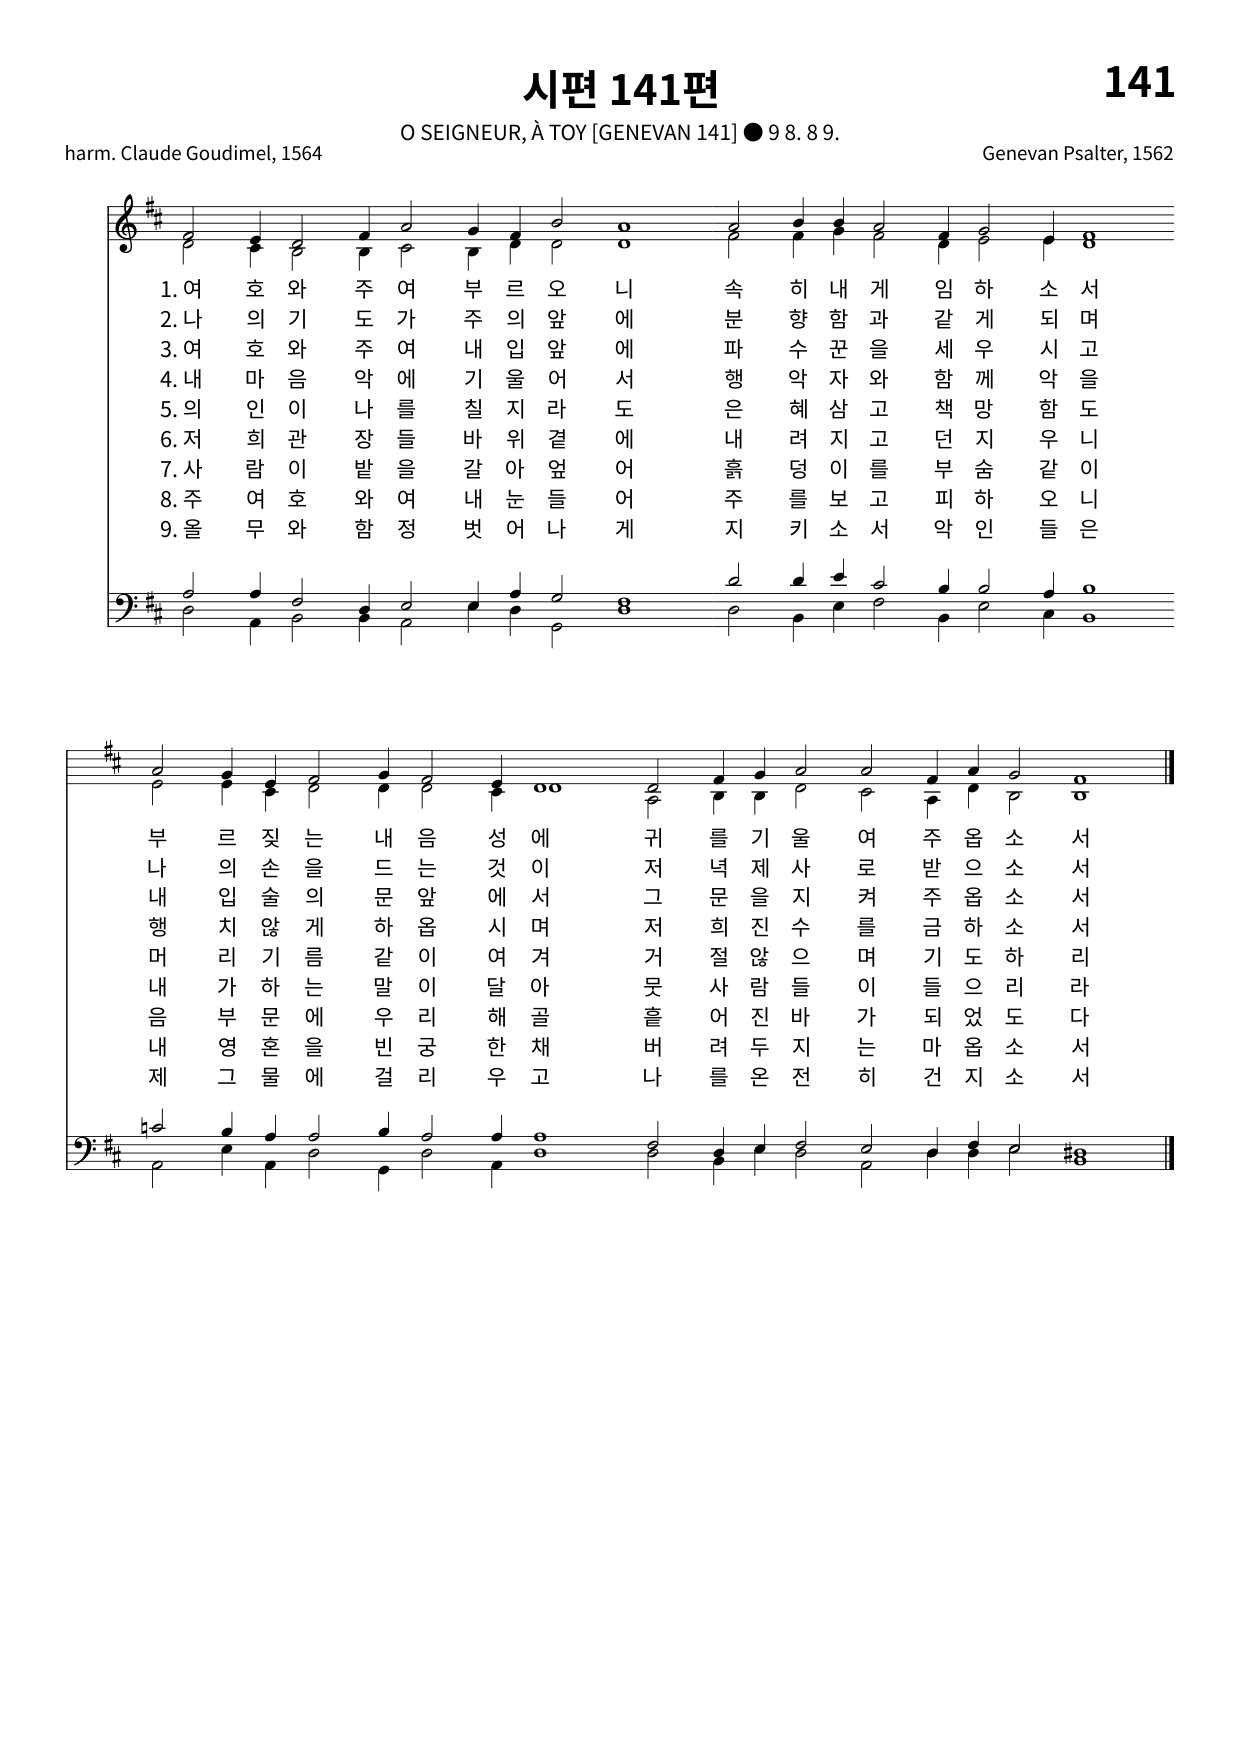 시편 141편
141
O SEIGNEUR, À TOY [GENEVAN 141] ● 9 8. 8 9.
harm. Claude Goudimel, 1564
Genevan Psalter, 1562
1. 여 호 와 주 여 부 르 오 니 속 히 내 게 임 하 소 서
2. 나 의 기 도 가 주 의 앞 에 분 향 함 과 같 게 되 며
3. 여 호 와 주 여 내 입 앞 에 파 수 꾼 을 세 우 시 고
4. 내 마 음 악 에 기 울 어 서 행 악 자 와 함 께 악 을
5. 의 인 이 나 를 칠 지 라 도 은 혜 삼 고 책 망 함 도
6. 저 희 관 장 들 바 위 곁 에 내 려 지 고 던 지 우 니
7. 사 람 이 밭 을 갈 아 엎 어 흙 덩 이 를 부 숨 같 이
8. 주 여 호 와 여 내 눈 들 어 주 를 보 고 피 하 오 니
9. 올 무 와 함 정 벗 어 나 게 지 키 소 서 악 인 들 은
부 르 짖 는 내 음 성 에 귀 를 기 울 여 주 옵 소 서
나 의 손 을 드 는 것 이 저 녁 제 사 로 받 으 소 서
내 입 술 의 문 앞 에 서 그 문 을 지 켜 주 옵 소 서
행 치 않 게 하 옵 시 며 저 희 진 수 를 금 하 소 서
머 리 기 름 같 이 여 겨 거 절 않 으 며 기 도 하 리
내 가 하 는 말 이 달 아 뭇 사 람 들 이 들 으 리 라
음 부 문 에 우 리 해 골 흩 어 진 바 가 되 었 도 다
내 영 혼 을 빈 궁 한 채 버 려 두 지 는 마 옵 소 서
제 그 물 에 걸 리 우 고 나 를 온 전 히 건 지 소 서